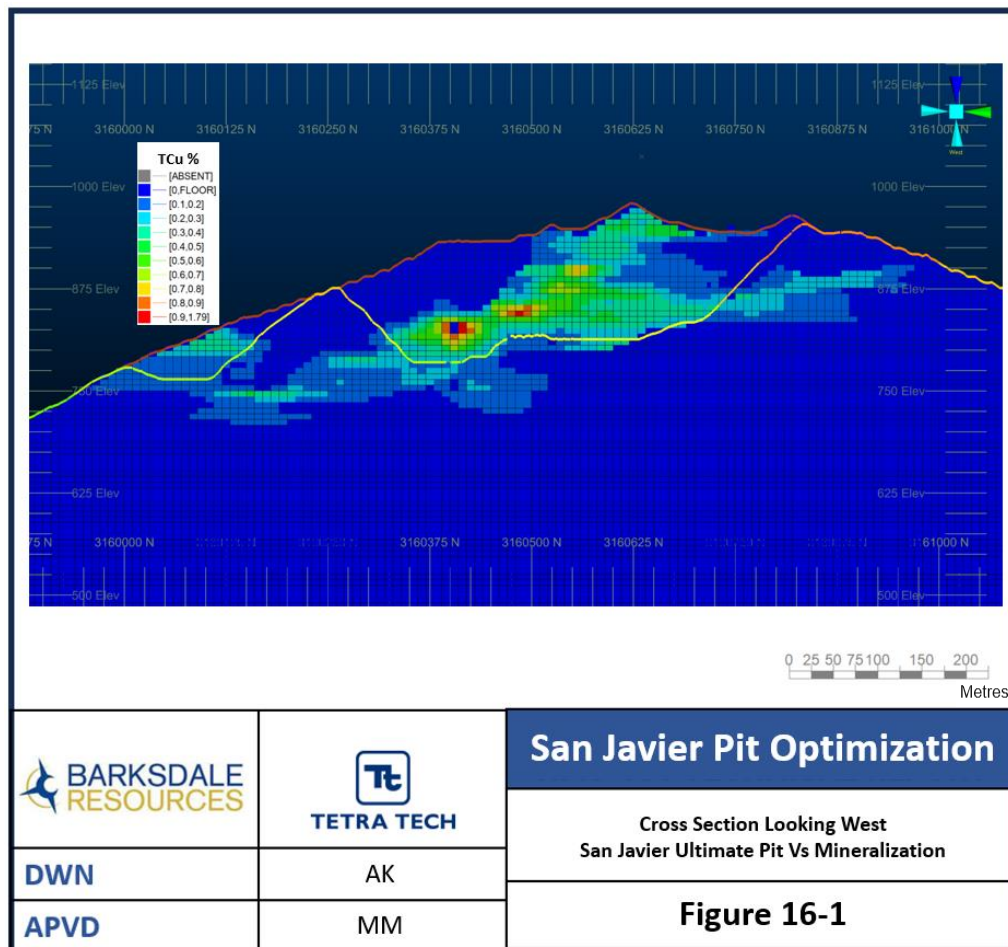 1125 Elev
1125 Elev
75 N
3160000 N
3160125 N
3160250 N
3160375 N
3160500 N
3160625 N
3160750 N
3160875 N
3161000 N
West
TCu %
[ABSENT]
[0,FLOOR]
[0.1,0.2]
[0.2,0.3]
[0.3,0.4]
[0.4,0.5]
[0.5,0.6]
[0.6,0.7]
[0.7,0.8]
[0.8,0.9]
[0.9,1.79]
1000 Elev
1000 Elev
875 Elev
875 Elev
750 Elev
750 Elev
625 Elev
625 Elev
75 N
3160000 N
3160375 N
3160500 N
3160625 N
3161000 N
500 Elev
500 Elev
0 25 50 75 100 150 200
Metres
BARKSDALE
RESOURCES
Tt
TETRA TECH
San Javier Pit Optimization
Cross Section Looking West
San Javier Ultimate Pit Vs Mineralization
DWN
AK
Figure 16-1
APVD
MM